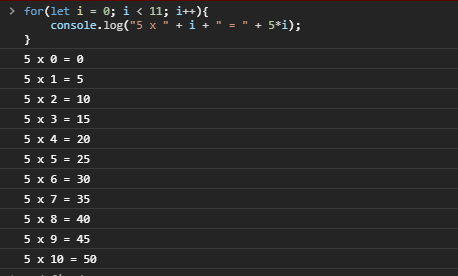 for(let i = 0; i < 11; i++){
    console.log("5 x " + i + " = " + 5*i);
}
5 x 0 = 0
5 x 1 = 5
5 x 2 = 10
5 x 3 = 15
5 x 4 = 20
5 x 5 = 25
5 x 6 = 30
5 x 7 = 35
5 x 8 = 40
5 x 9 = 45
5 x 10 = 50